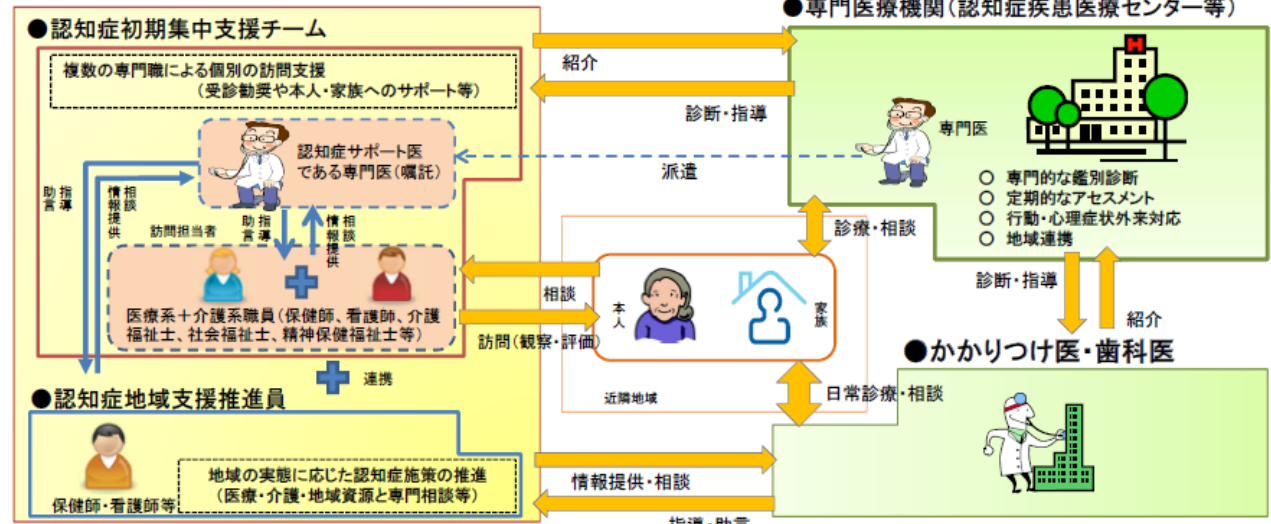 ●認知症初期集中支援チーム
複数の専門職による個別の訪問支援
（受診勧奨や本人・家族へのサポート等）
認知症サポート医
である専門医（嘱託）
指導
助言
相談
情報提供
訪問担当者
指導
助言
相談
情報提供
医療系＋介護系職員（保健師、看護師、介護
福祉士、社会福祉士、精神保健福祉士等）
連携
●認知症地域支援推進員
保健師・看護師等
地域の実態に応じた認知症施策の推進
（医療・介護・地域資源と専門相談等）
紹介
診断・指導
派遣
相談
訪問（観察・評価）
本人
家族
近隣地域
診療・相談
日常診療・相談
情報提供・相談
指導・助言
●専門医療機関（認知症疾患医療センター等）
専門医
H
○ 専門的な鑑別診断
○ 定期的なアセスメント
○ 行動・心理症状外来対応
○ 地域連携
診断・指導
紹介
●かかりつけ医・歯科医